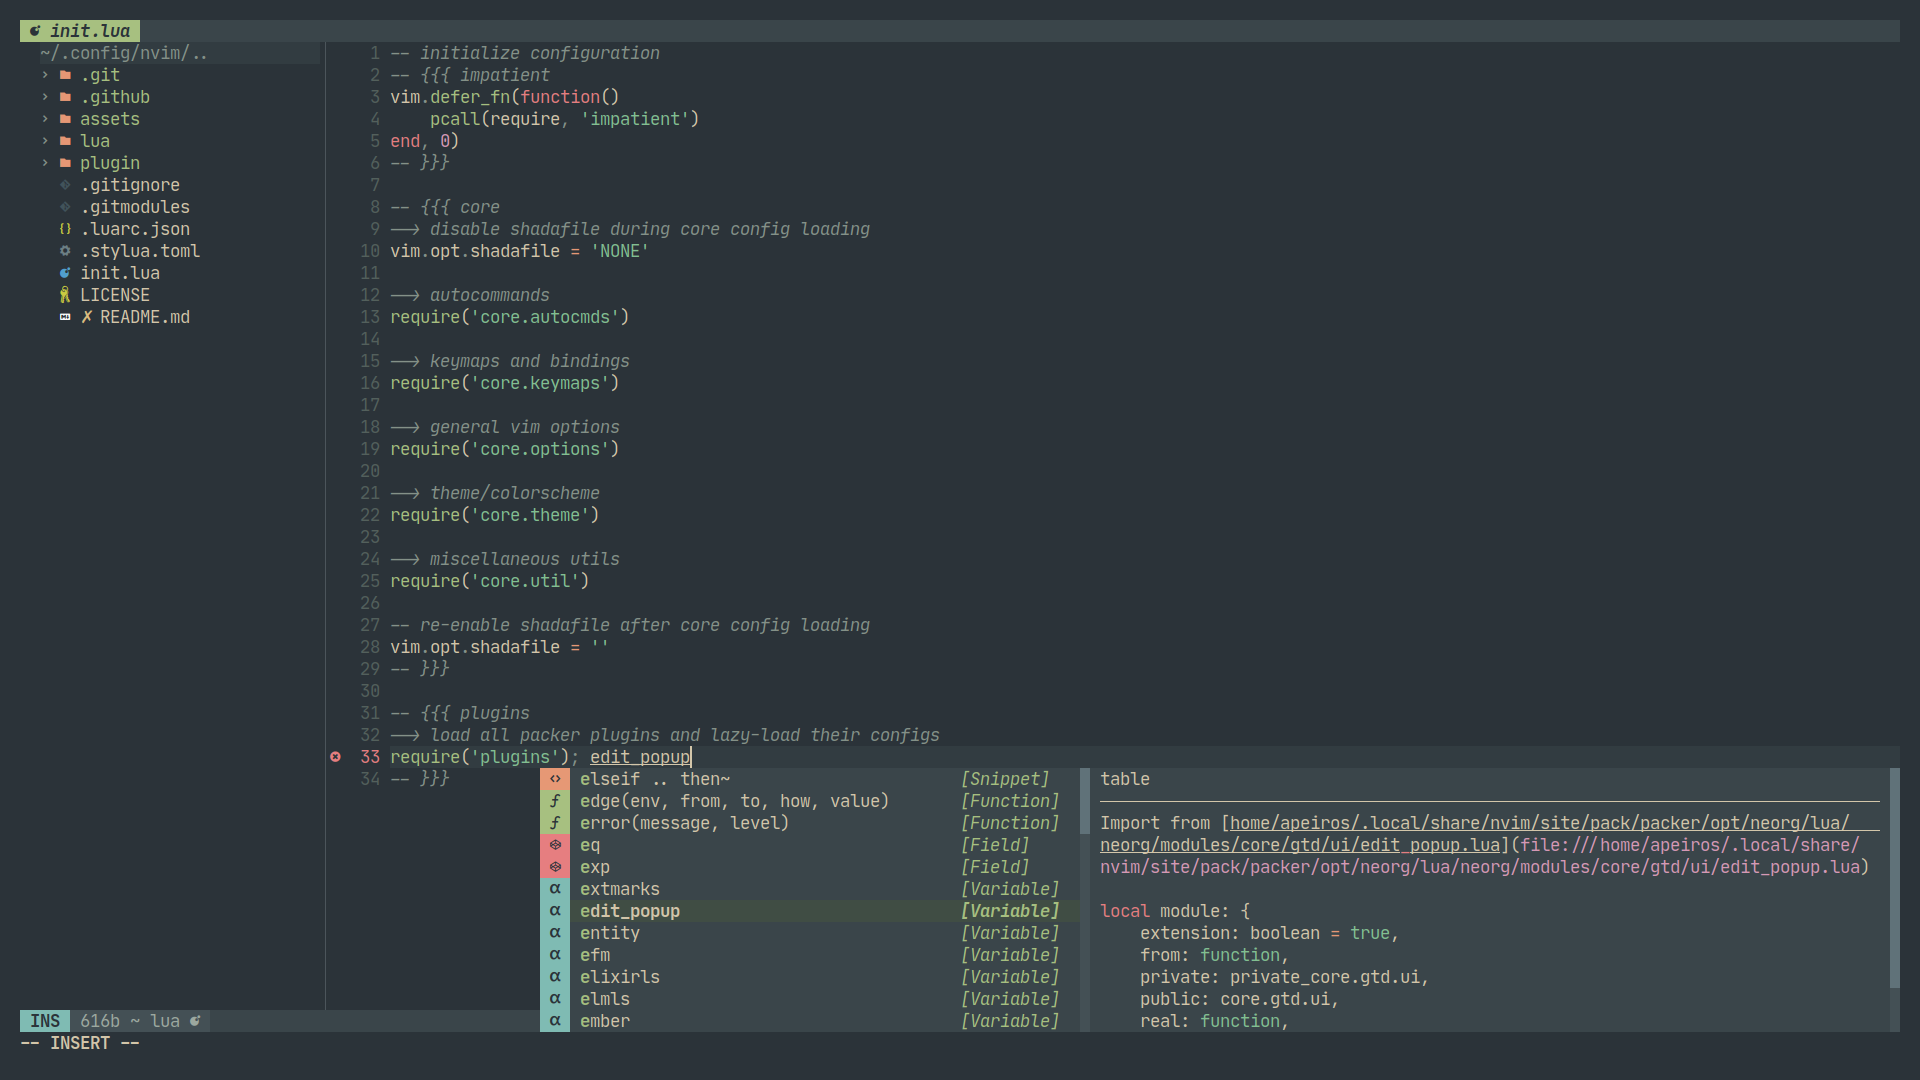 init.lua
~/.config/nvim/..
› .git
› .github
› assets
› lua
› plugin
.gitignore
.gitmodules
{} .luarc.json
.stylua.toml
init.lua
LICENSE
✗ README.md
1 -- initialize configuration
2 -- {{{ impatient
3 vim.defer_fn(function()
4     pcall(require, 'impatient')
5 end, 0)
6 -- }}}
7
8 -- {{{ core
9 --> disable shadafile during core config loading
10 vim.opt.shadafile = 'NONE'
11
12 --> autocommands
13 require('core.autocmds')
14
15 --> keymaps and bindings
16 require('core.keymaps')
17
18 --> general vim options
19 require('core.options')
20
21 --> theme/colorscheme
22 require('core.theme')
23
24 --> miscellaneous utils
25 require('core.util')
26
27 -- re-enable shadafile after core config loading
28 vim.opt.shadafile = ''
29 -- }}}
30
31 -- {{{ plugins
32 --> load all packer plugins and lazy-load their configs
33 require('plugins'); edit_popup
34 -- }}}
<> elseif .. then~ [Snippet]
f edge(env, from, to, how, value) [Function]
f error(message, level) [Function]
eq [Field]
exp [Field]
α extmarks [Variable]
α edit_popup [Variable]
α entity [Variable]
α efm [Variable]
α elixirls [Variable]
α elmls [Variable]
α ember [Variable]
table
Import from [home/apeiros/.local/share/nvim/site/pack/packer/opt/neorg/lua/
neorg/modules/core/gtd/ui/edit_popup.lua](file:///home/apeiros/.local/share/
nvim/site/pack/packer/opt/neorg/lua/neorg/modules/core/gtd/ui/edit_popup.lua)
local module: {
    extension: boolean = true,
    from: function,
    private: private_core.gtd.ui,
    public: core.gtd.ui,
    real: function,
INS 616b ~ lua
-- INSERT --